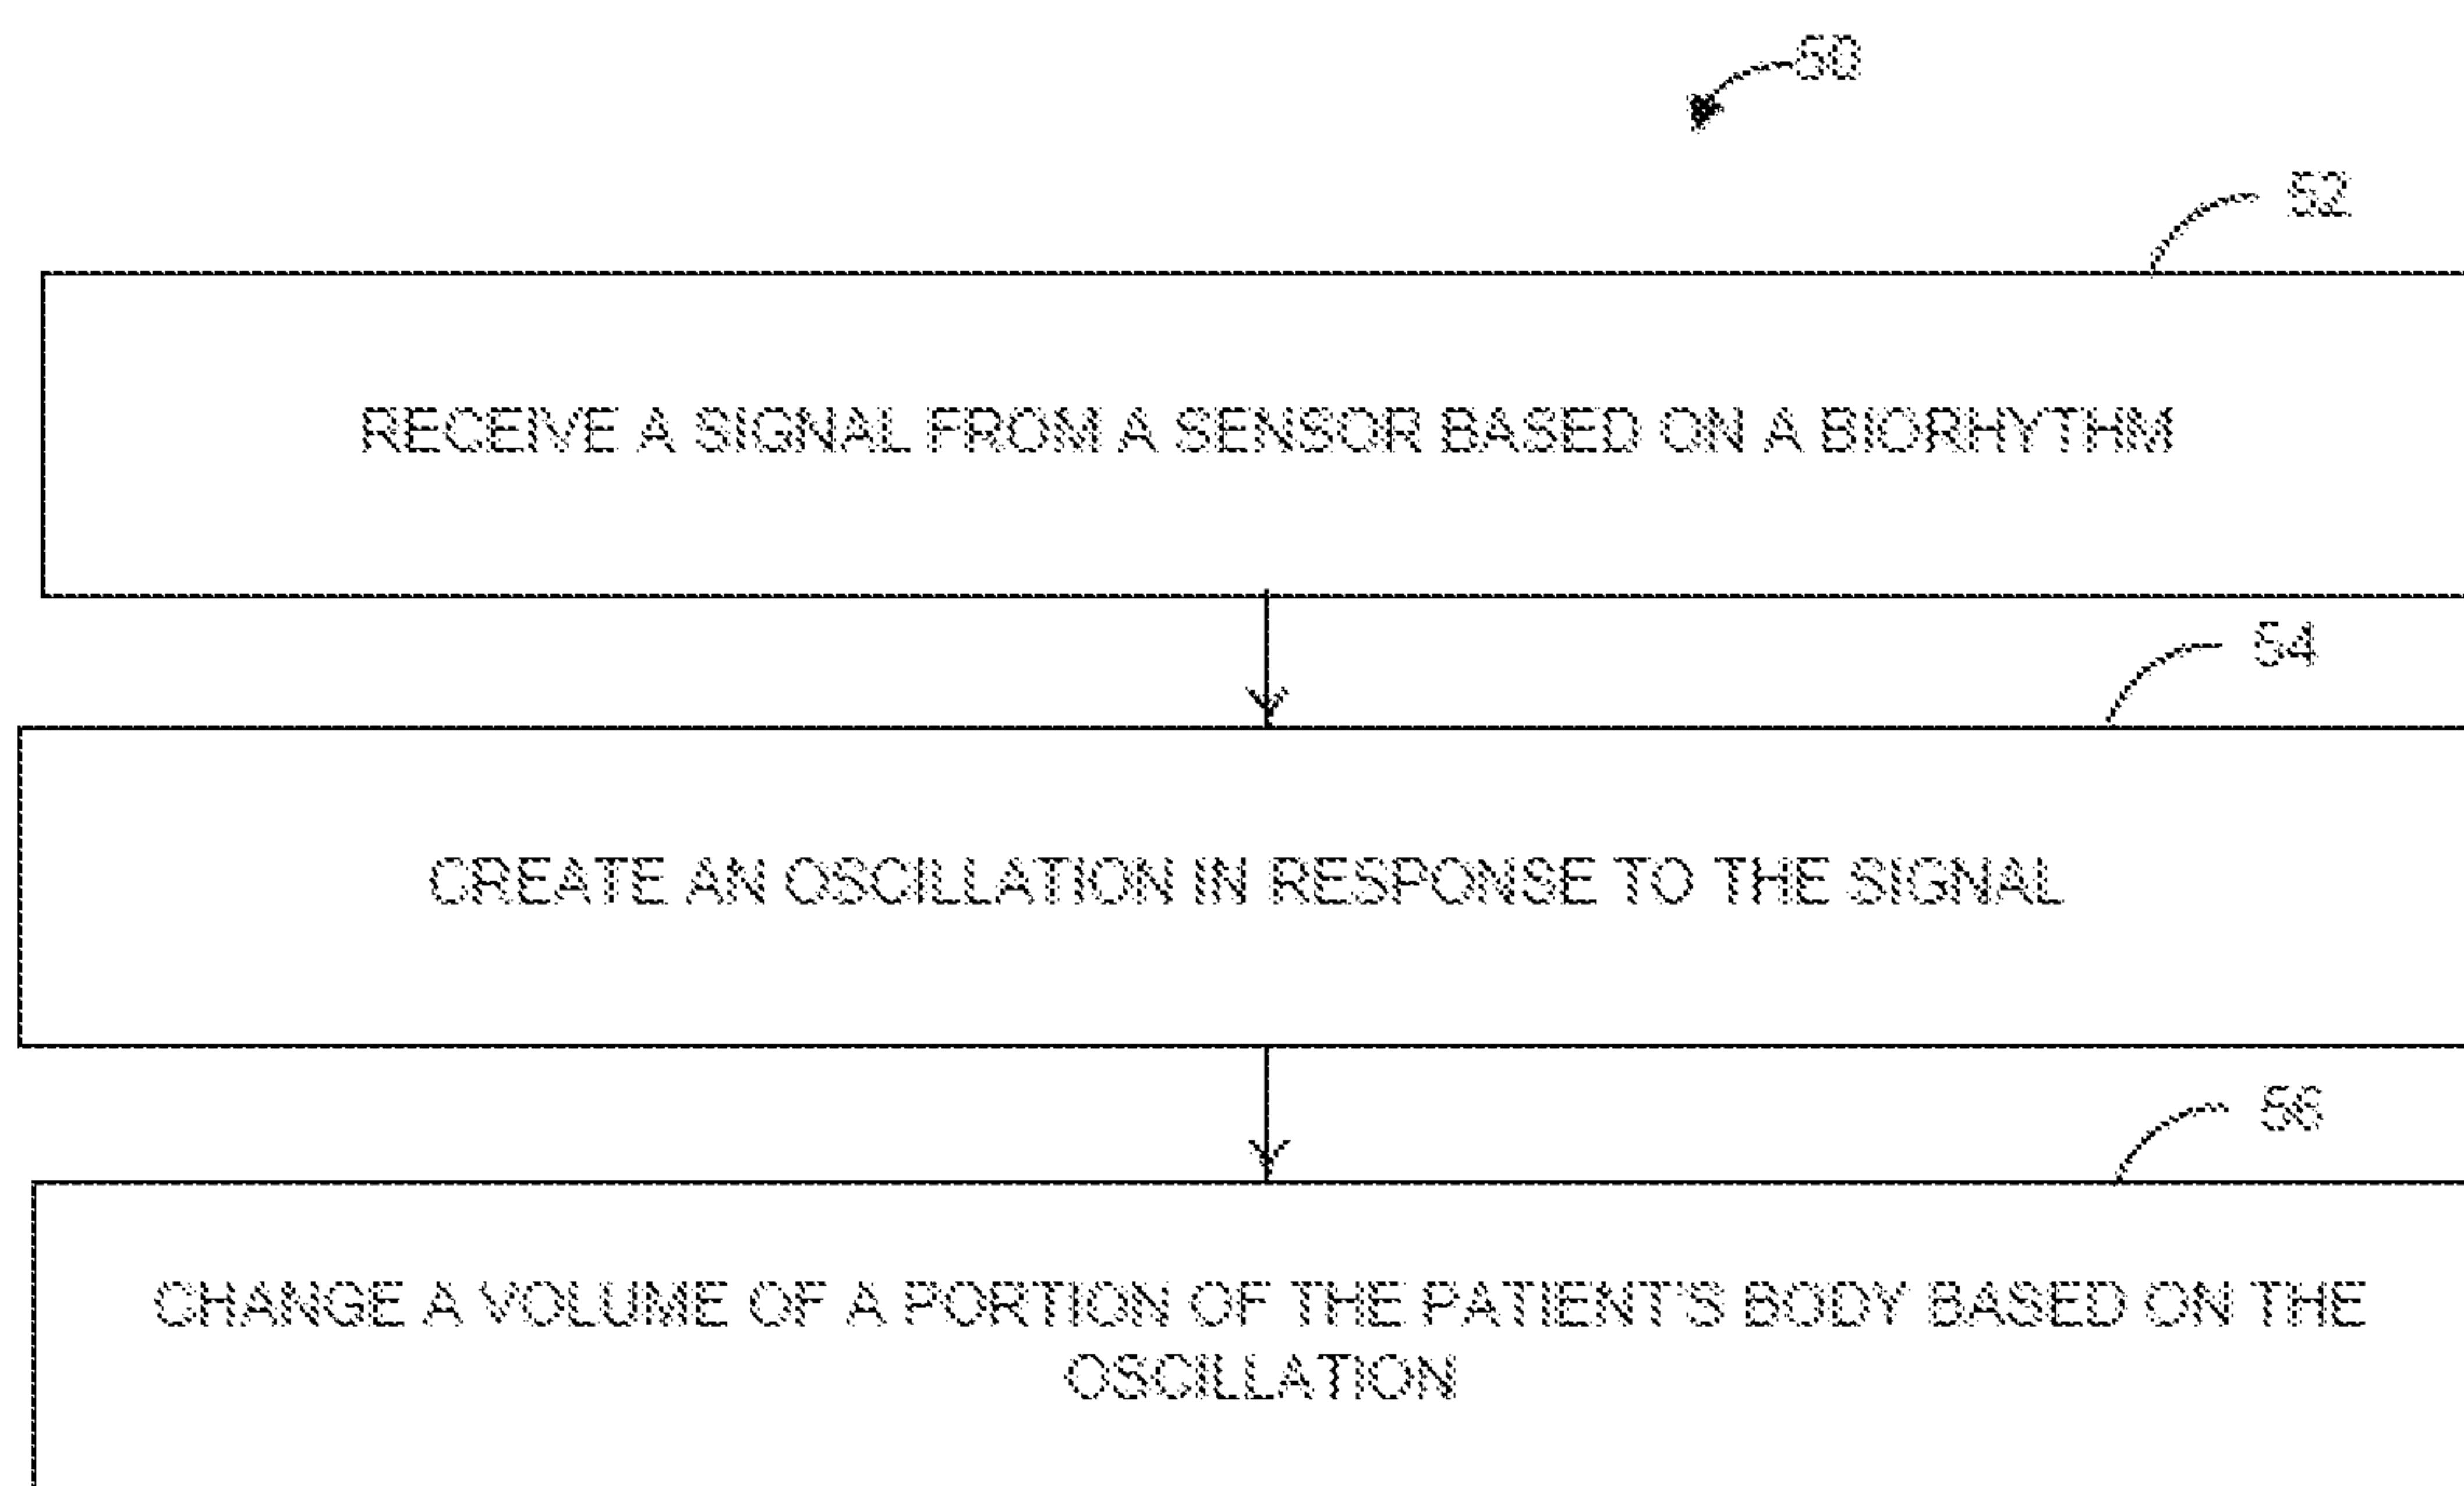 50
52
RECEIVE A SIGNAL FROM A SENSOR BASED ON A BIORHYTHM
54
CREATE AN OSCILLATION IN RESPONSE TO THE SIGNAL
56
CHANGE A VOLUME OF A PORTION OF THE PATIENT'S BODY BASED ON THE
OSCILLATION